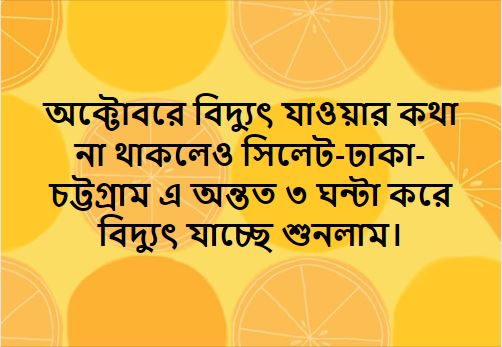 অক্টোবরে বিদ্যুৎ যাওয়ার কথা
না থাকলেও সিলেট-ঢাকা-
চট্টগ্রাম এ অন্তত ৩ ঘন্টা করে
বিদ্যুৎ যাচ্ছে শুনলাম।